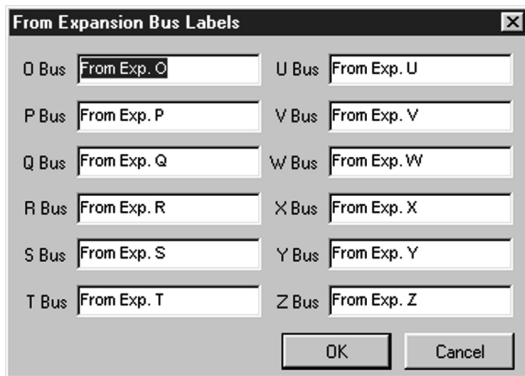 From Expansion Bus Labels
O Bus From Exp. O U Bus From Exp. U
P Bus From Exp. P V Bus From Exp. V
Q Bus From Exp. Q W Bus From Exp. W
R Bus From Exp. R X Bus From Exp. X
S Bus From Exp. S Y Bus From Exp. Y
T Bus From Exp. T Z Bus From Exp. Z
OK Cancel